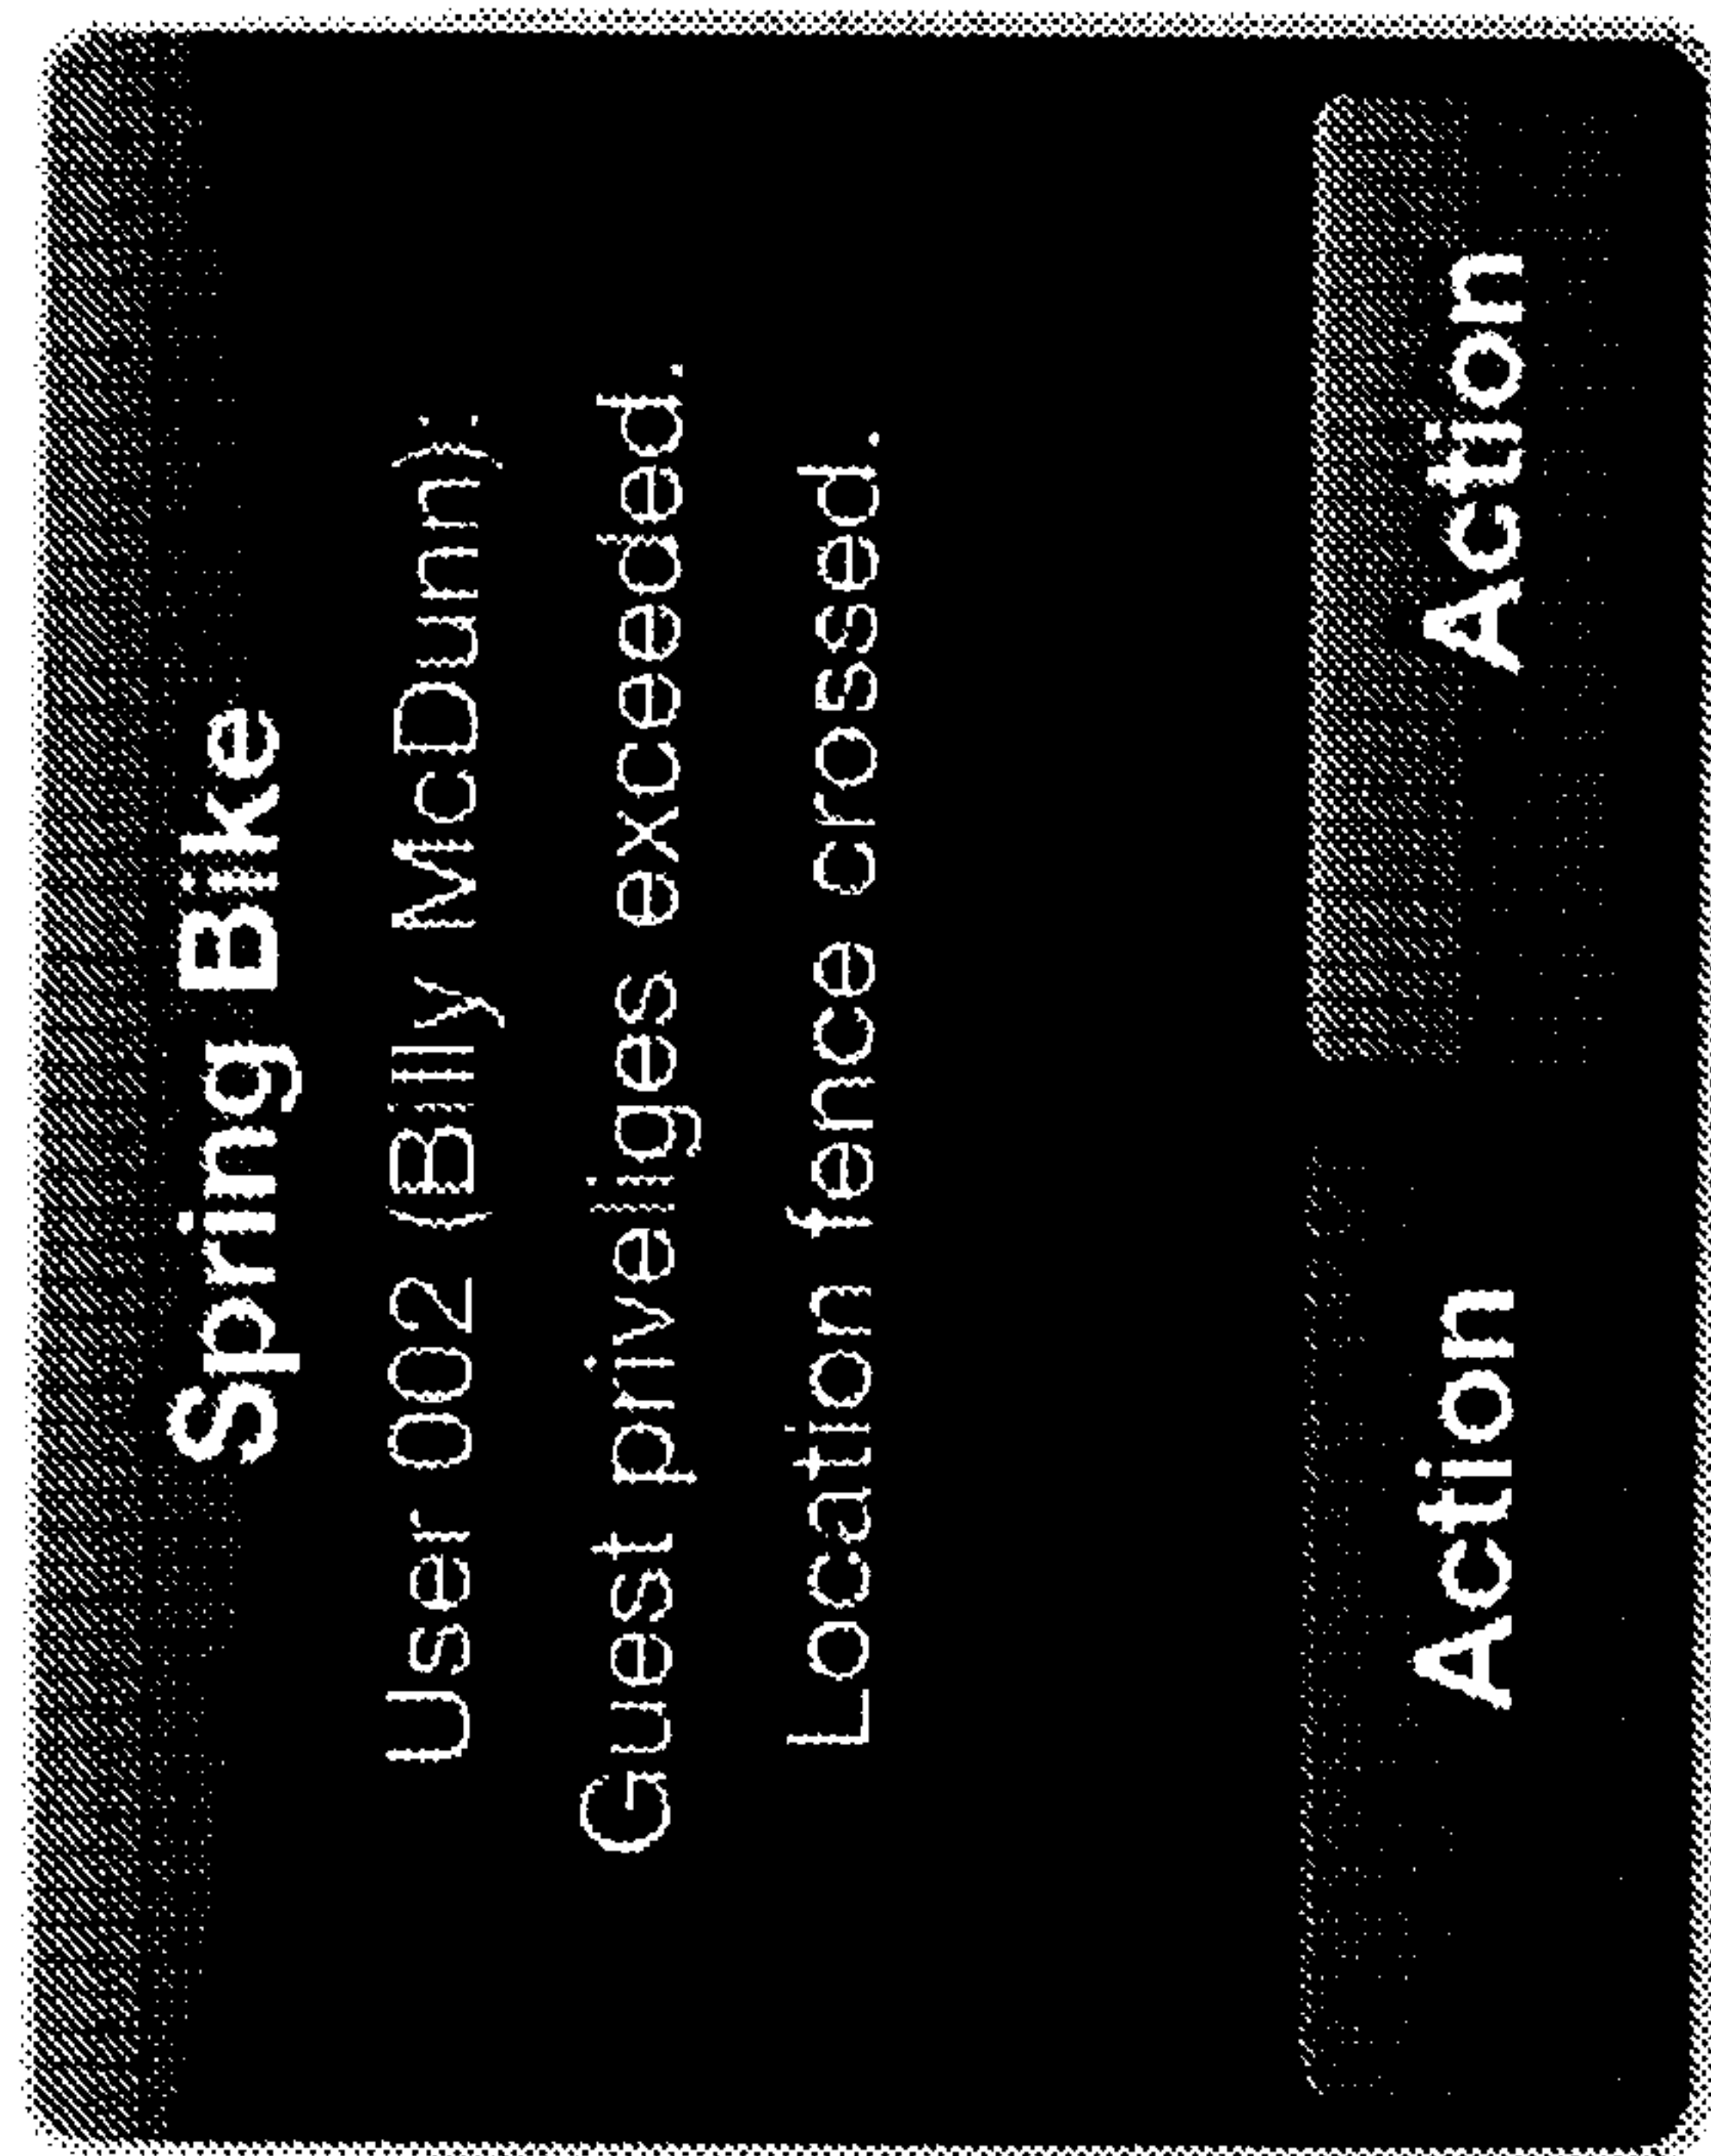 Spring Bike
User 002 (Billy McDunn):
Guest priveliges exceeded.
Location fence crossed.
Action Action